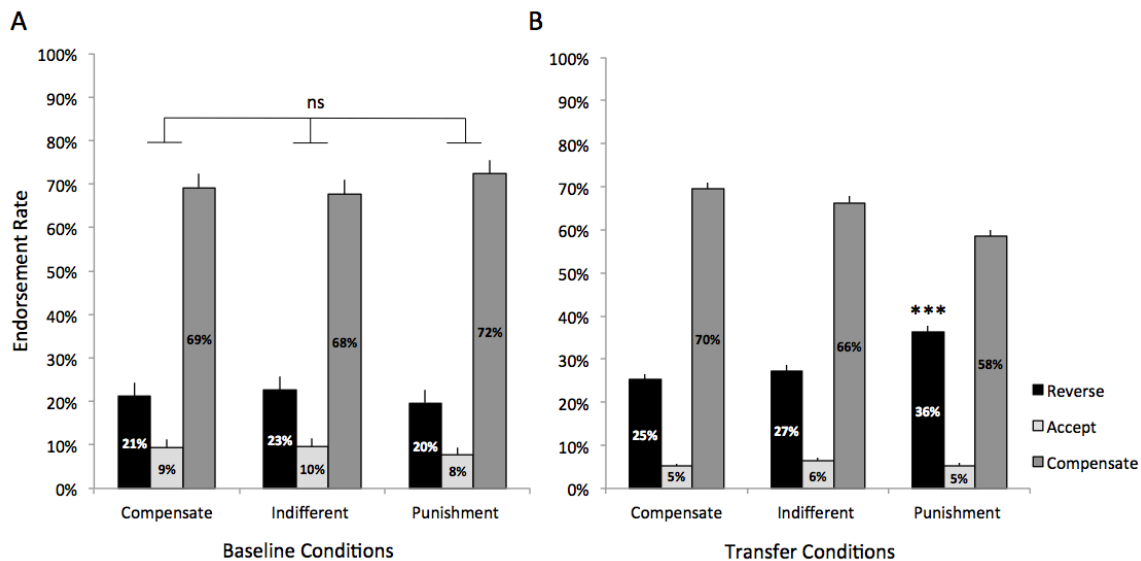 A
100%
90%
80%
70%
60%
50%
40%
30%
20%
10%
0%
Endorsement Rate
ns
21%
9%
69%
23%
10%
68%
20%
8%
72%
Compensate
Indifferent
Punishment
Baseline Conditions
B
100%
90%
80%
70%
60%
50%
40%
30%
20%
10%
0%
25%
5%
70%
27%
6%
66%
***
36%
5%
58%
Compensate
Indifferent
Punishment
Transfer Conditions
Reverse
Accept
Compensate